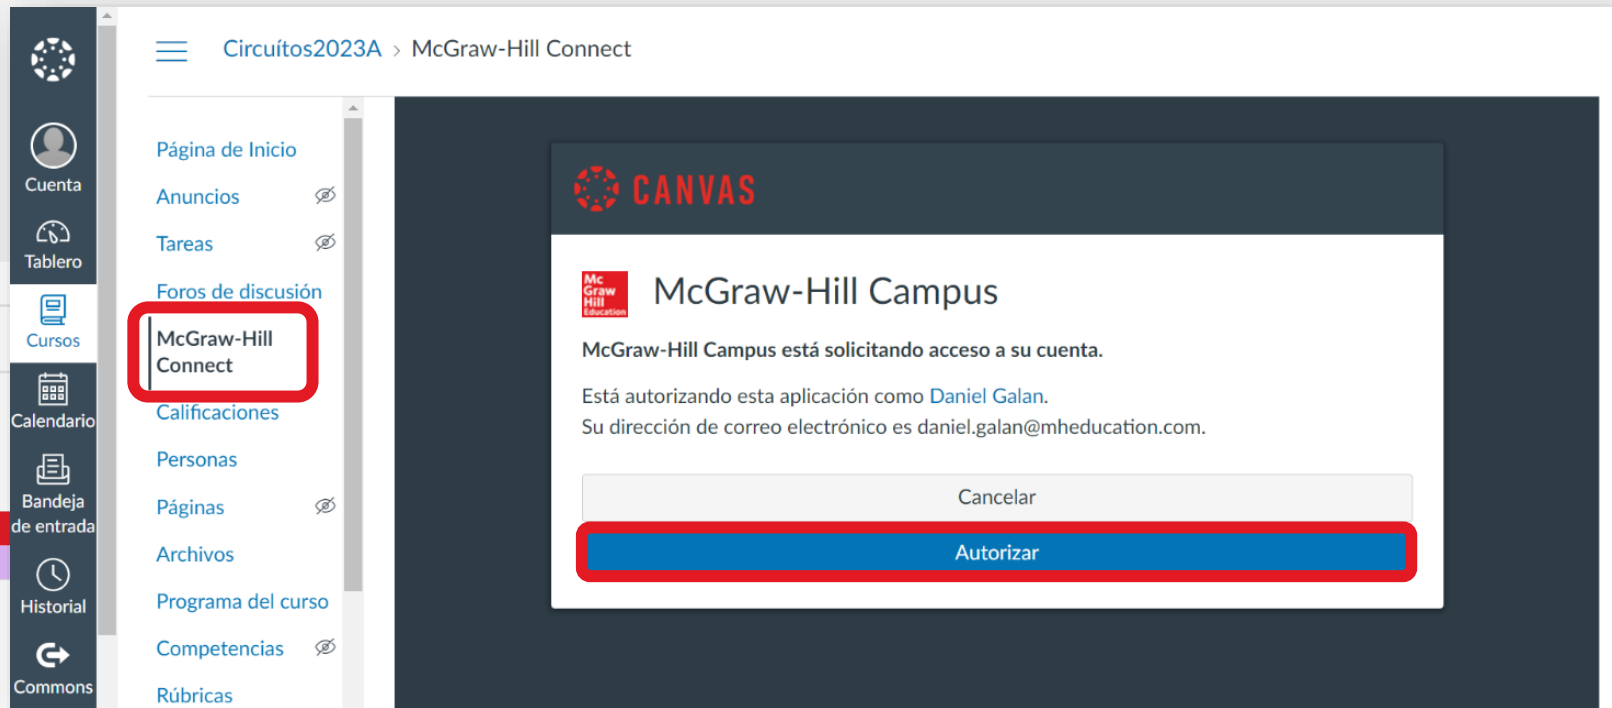 Circuítos2023A > McGraw-Hill Connect
Cuenta
Tablero
Cursos
Calendario
Bandeja
de entrada
Historial
Commons
Página de Inicio
Anuncios
Tareas
Foros de discusión
McGraw-Hill
Connect
Calificaciones
Personas
Páginas
Archivos
Programa del curso
Competencias
Rúbricas
CANVAS
Mc
Graw
Hill
Education
McGraw-Hill Campus
McGraw-Hill Campus está solicitando acceso a su cuenta.
Está autorizando esta aplicación como Daniel Galan.
Su dirección de correo electrónico es daniel.galan@mheducation.com.
Cancelar
Autorizar